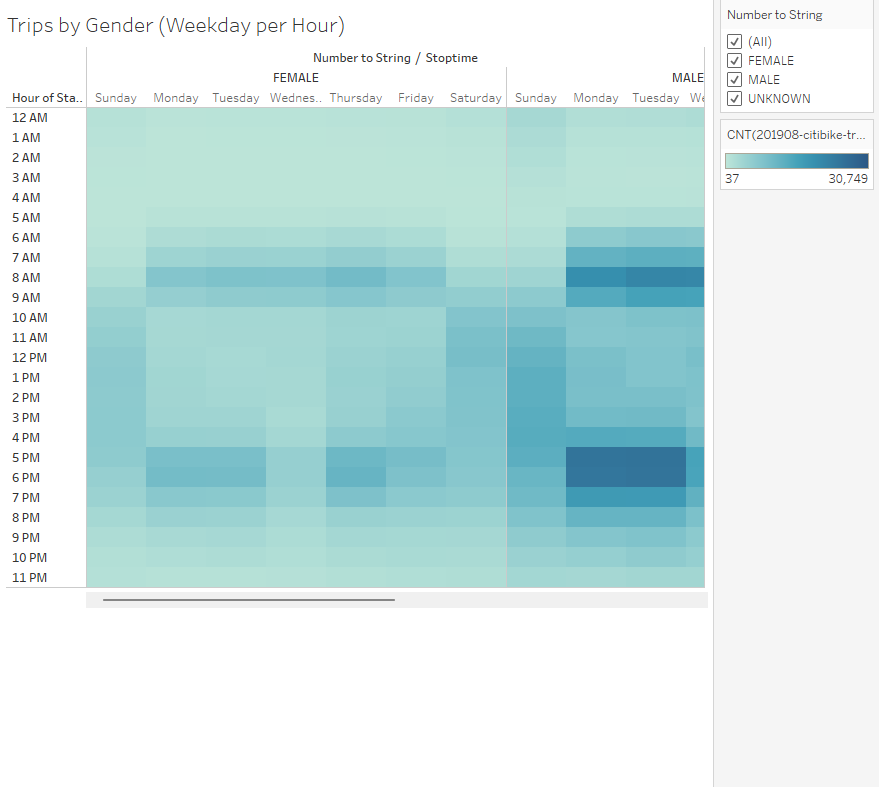 Trips by Gender (Weekday per Hour)
Number to String / Stoptime
FEMALE MALE
Hour of Sta.. Sunday Monday Tuesday Wednes.. Thursday Friday Saturday Sunday Monday Tuesday We
12 AM
1 AM
2 AM
3 AM
4 AM
5 AM
6 AM
7 AM
8 AM
9 AM
10 AM
11 AM
12 PM
1 PM
2 PM
3 PM
4 PM
5 PM
6 PM
7 PM
8 PM
9 PM
10 PM
11 PM
Number to String
(All)
FEMALE
MALE
UNKNOWN
CNT(201908-citibike-tr...
37 30,749